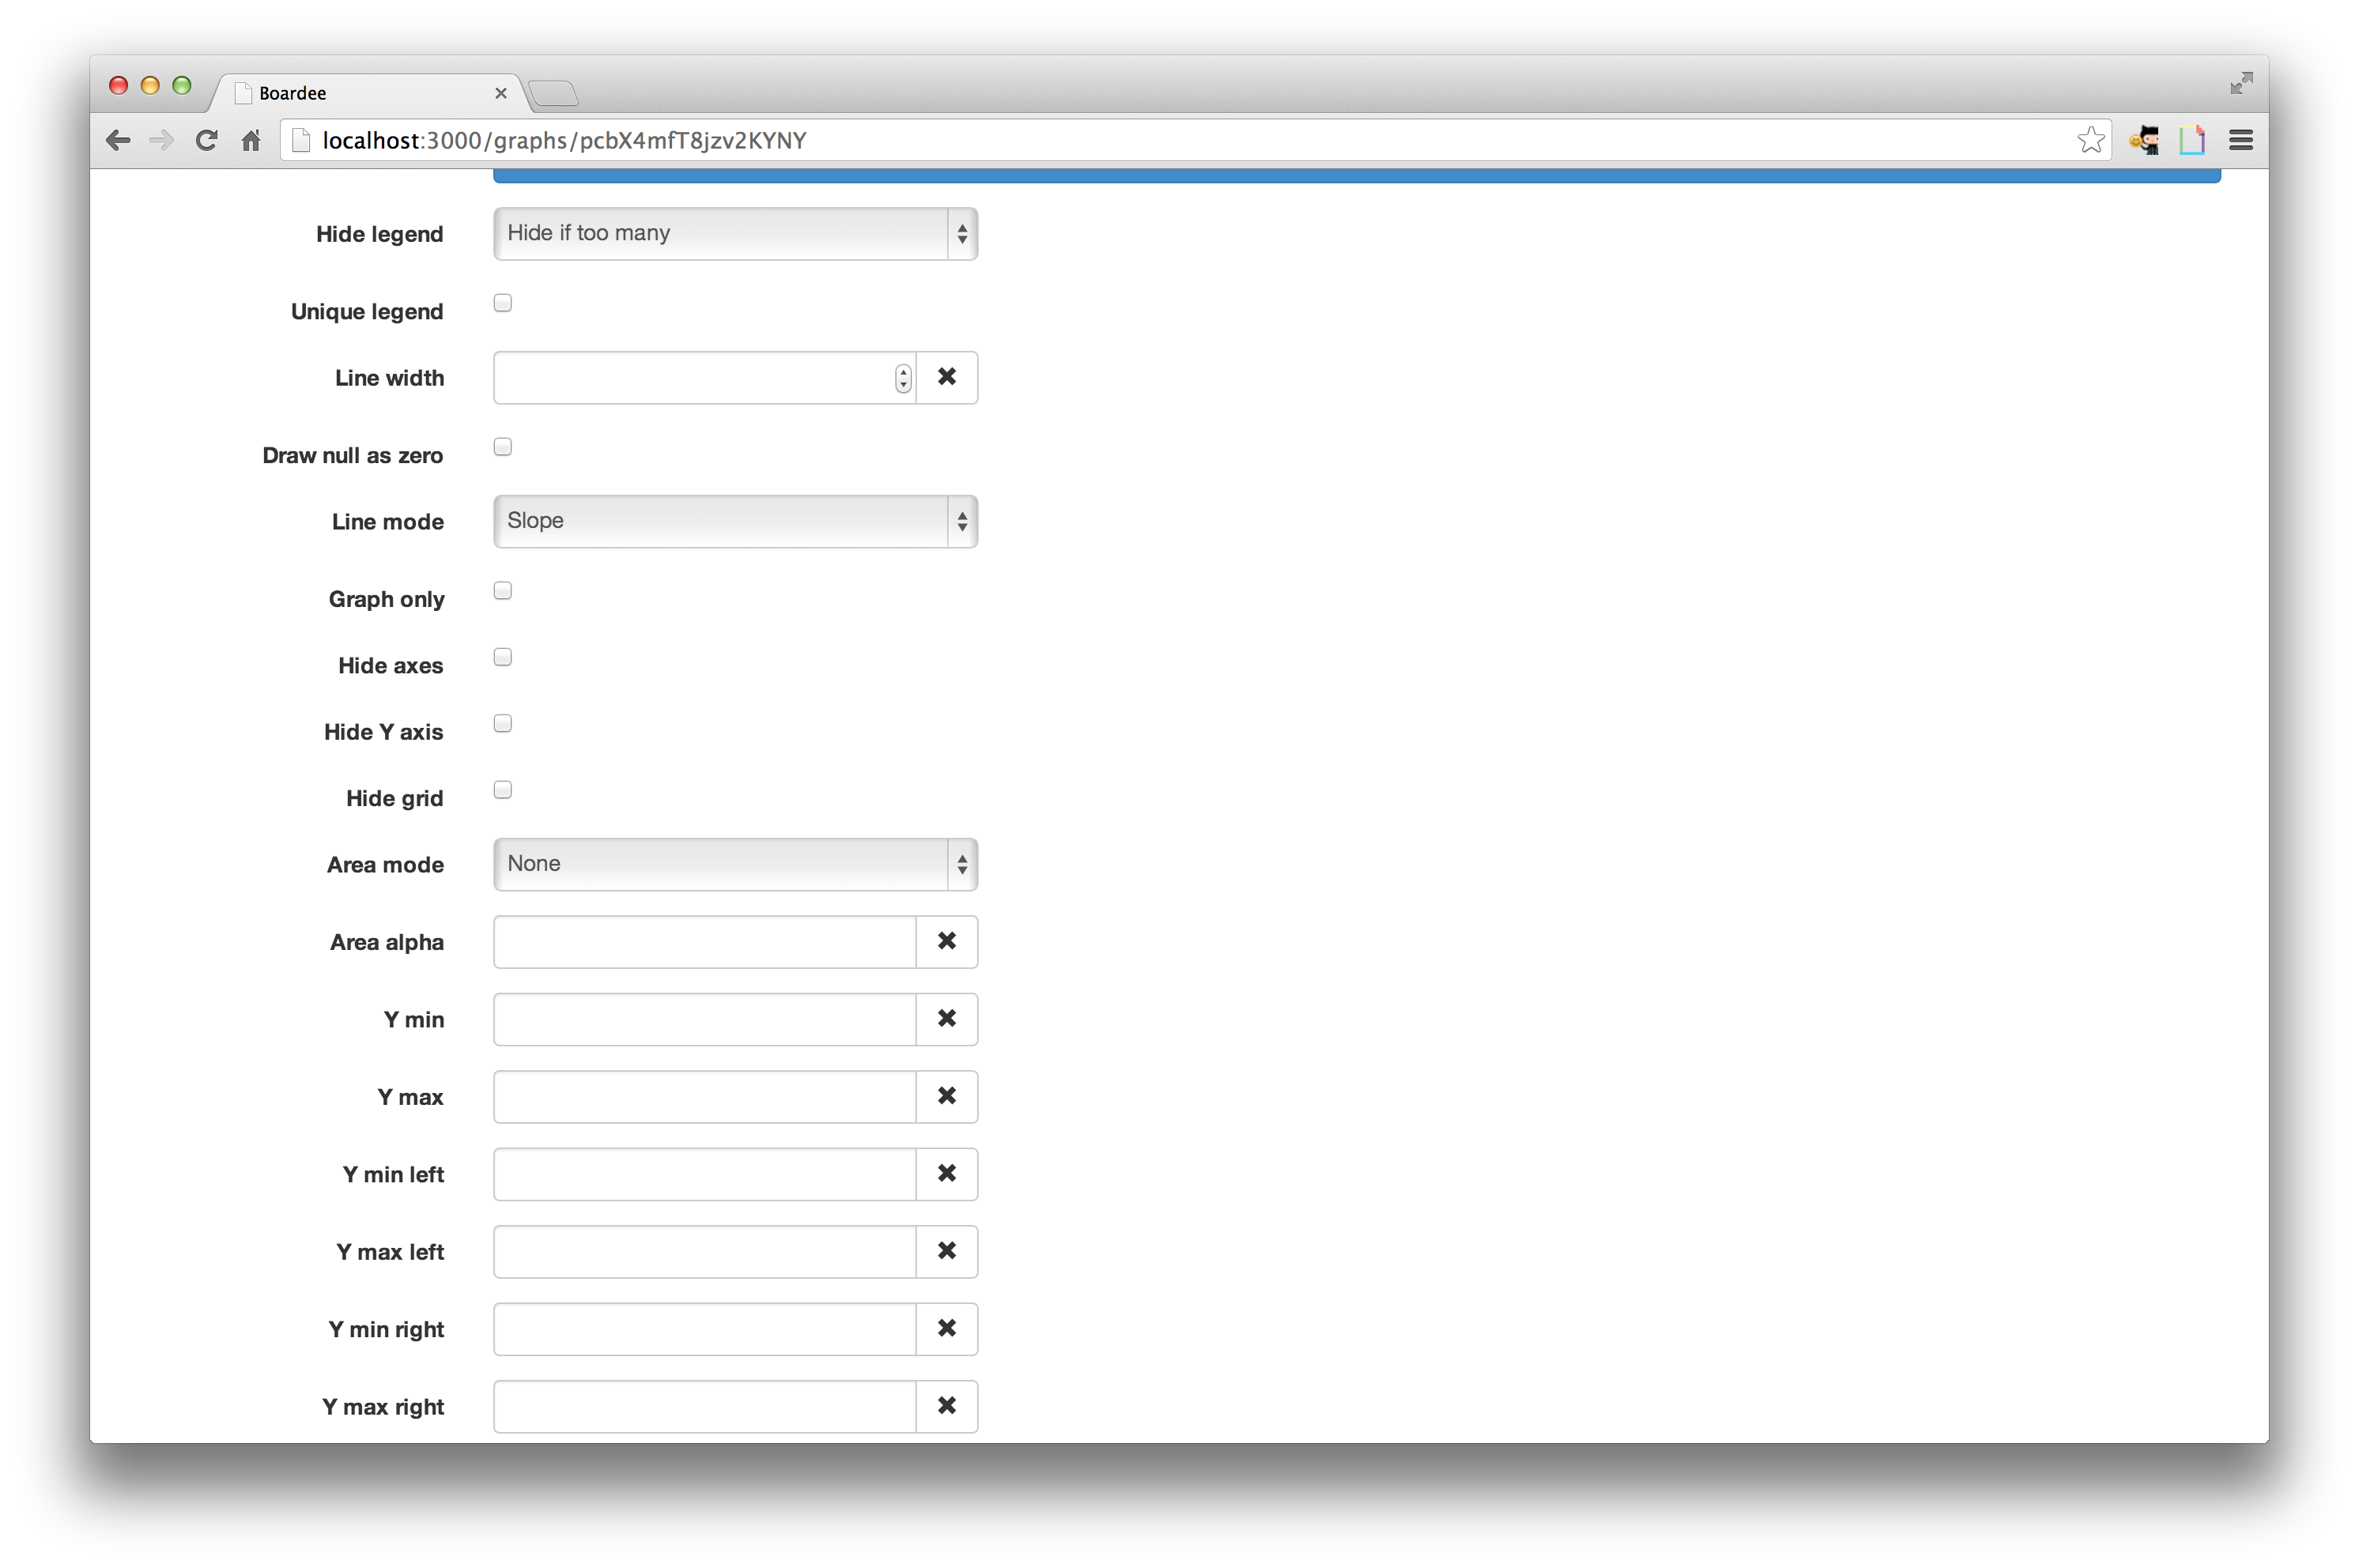 Boardee
localhost:3000/graphs/pcbX4mfT8jzv2KYNY
Hide legend Hide if too many
Unique legend
Line width
Draw null as zero
Line mode Slope
Graph only
Hide axes
Hide Y axis
Hide grid
Area mode None
Area alpha
Y min
Y max
Y min left
Y max left
Y min right
Y max right